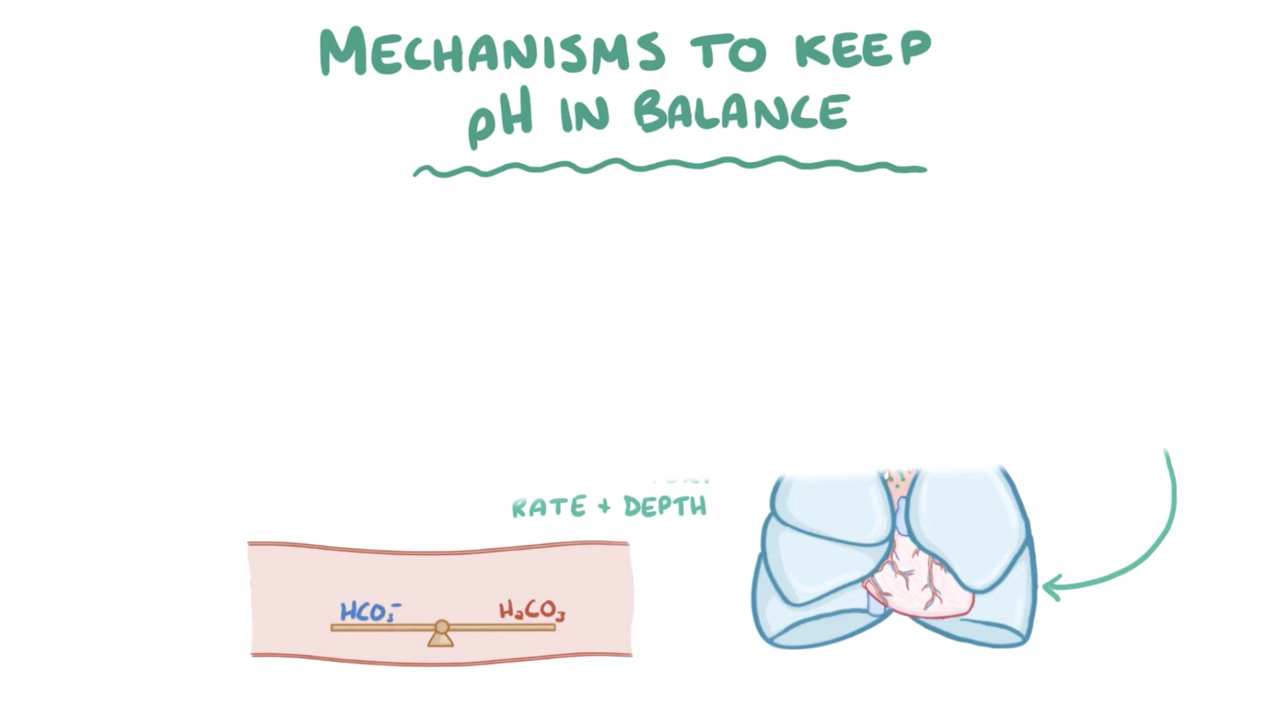 MECHANISMS TO KEEP
pH IN BALANCE
RATE + DEPTH
HCO₃⁻ H₂CO₃